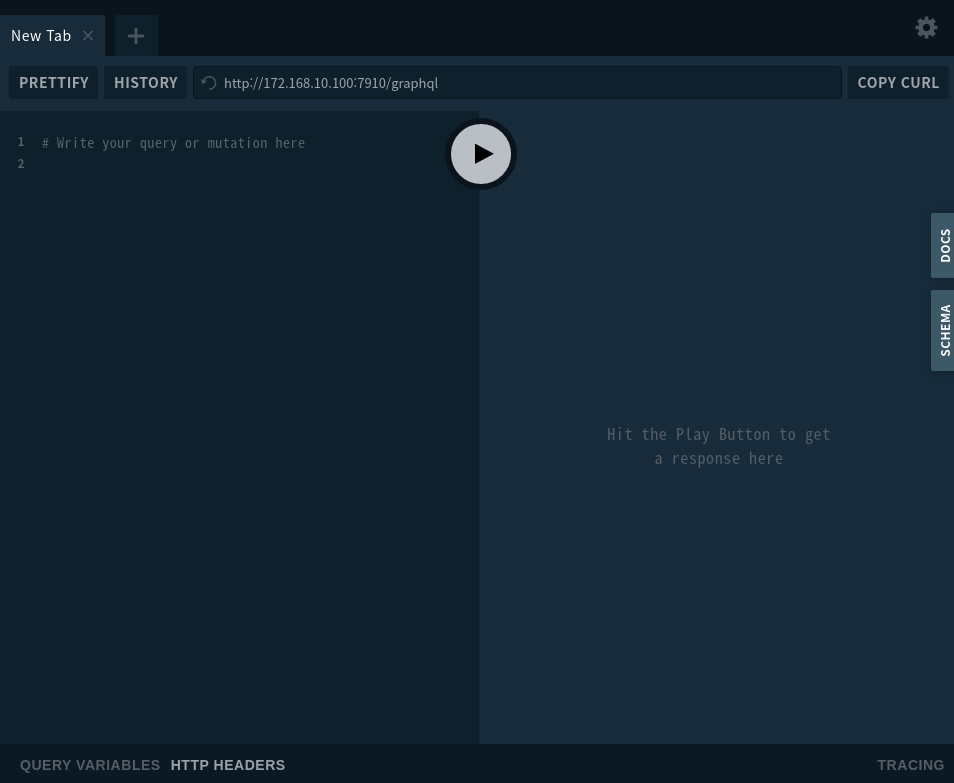 New Tab
PRETTIFY
HISTORY
http://172.168.10.100:7910/graphql
COPY CURL
1 # Write your query or mutation here
2
DOCS
SCHEMA
Hit the Play Button to get
a response here
QUERY VARIABLES HTTP HEADERS
TRACING